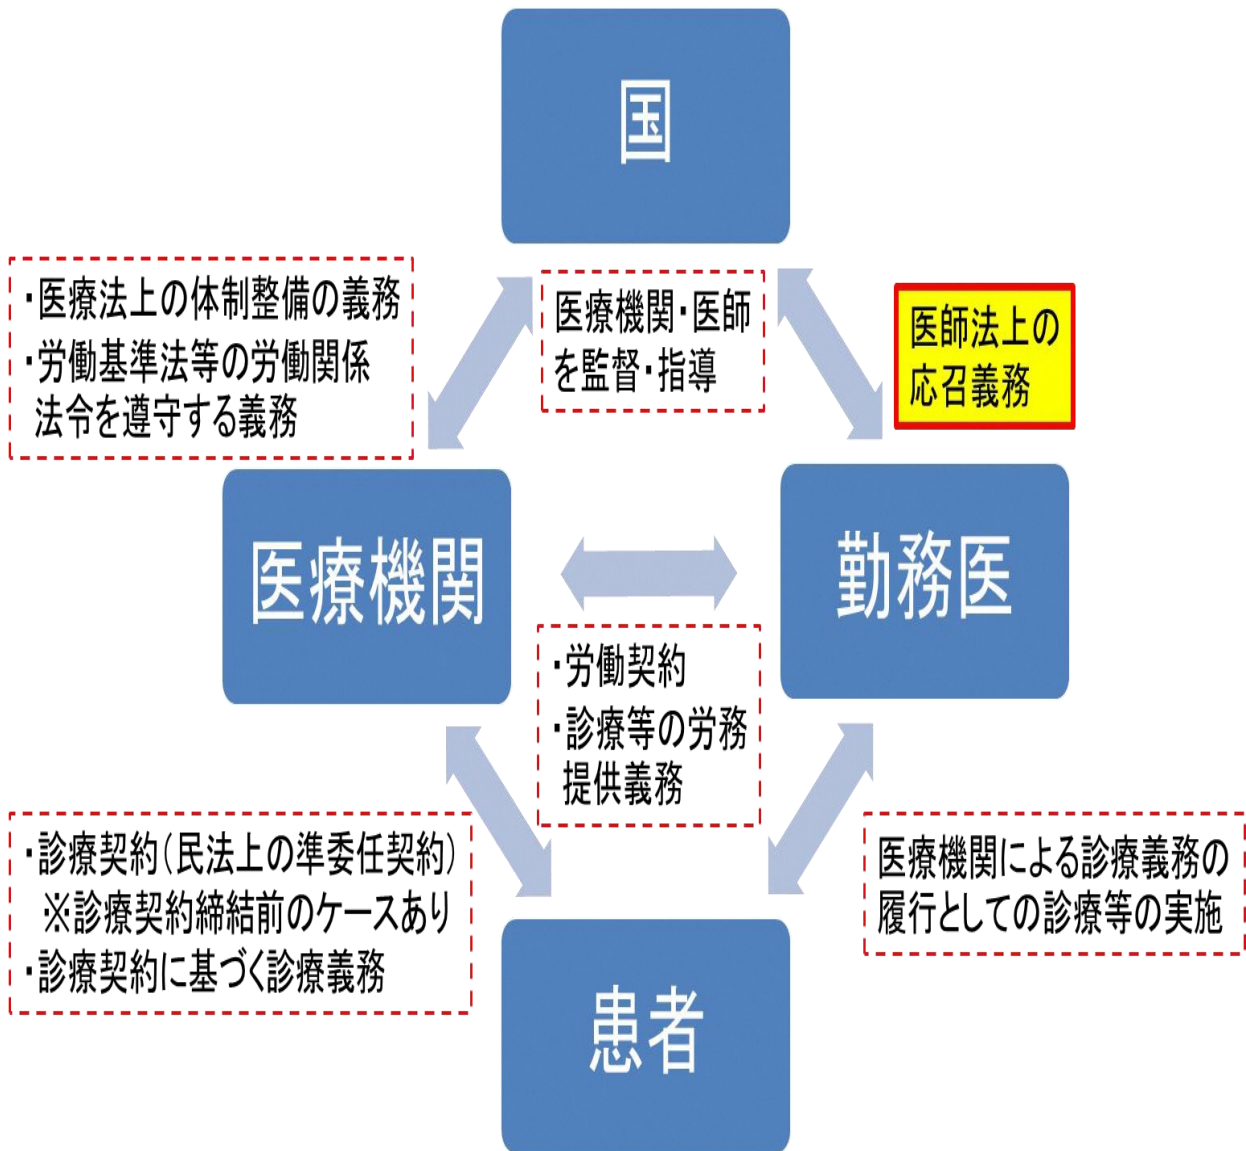 国
・医療法上の体制整備の義務
・労働基準法等の労働関係
法令を遵守する義務
医療機関・医師
を監督・指導
医師法上の
応召義務
医療機関
勤務医
・労働契約
・診療等の労務
提供義務
・診療契約(民法上の準委任契約)
※診療契約締結前のケースあり
・診療契約に基づく診療義務
医療機関による診療義務の
履行としての診療等の実施
患者